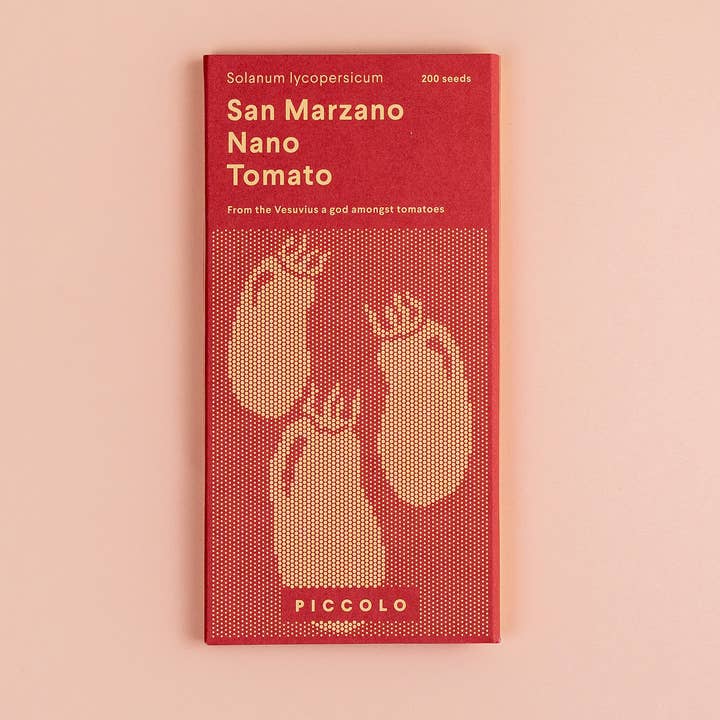 Solanum lycopersicum 200 seeds
San Marzano
Nano
Tomato
From the Vesuvius a god amongst tomatoes
PICCOLO